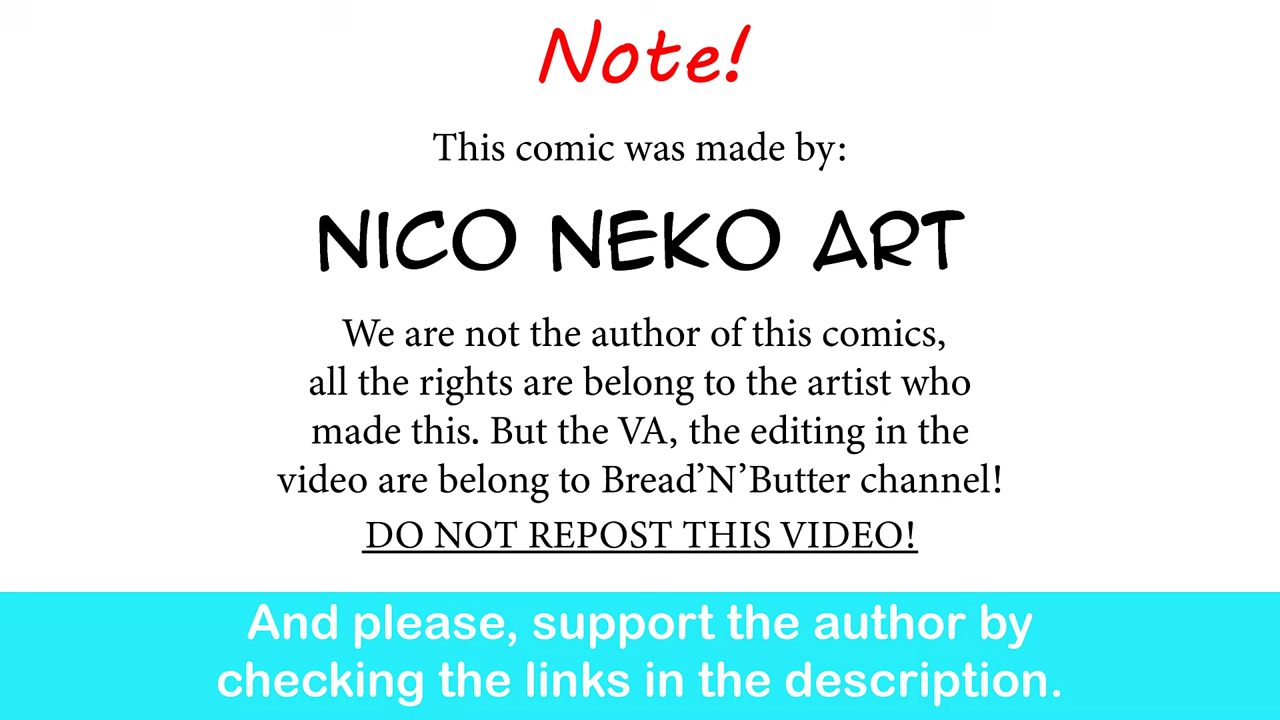 Note!
This comic was made by:
NICO NEKO ART
We are not the author of this comics,
all the rights are belong to the artist who
made this. But the VA, the editing in the
video are belong to Bread’N’Butter channel!
DO NOT REPOST THIS VIDEO!
And please, support the author by
checking the links in the description.